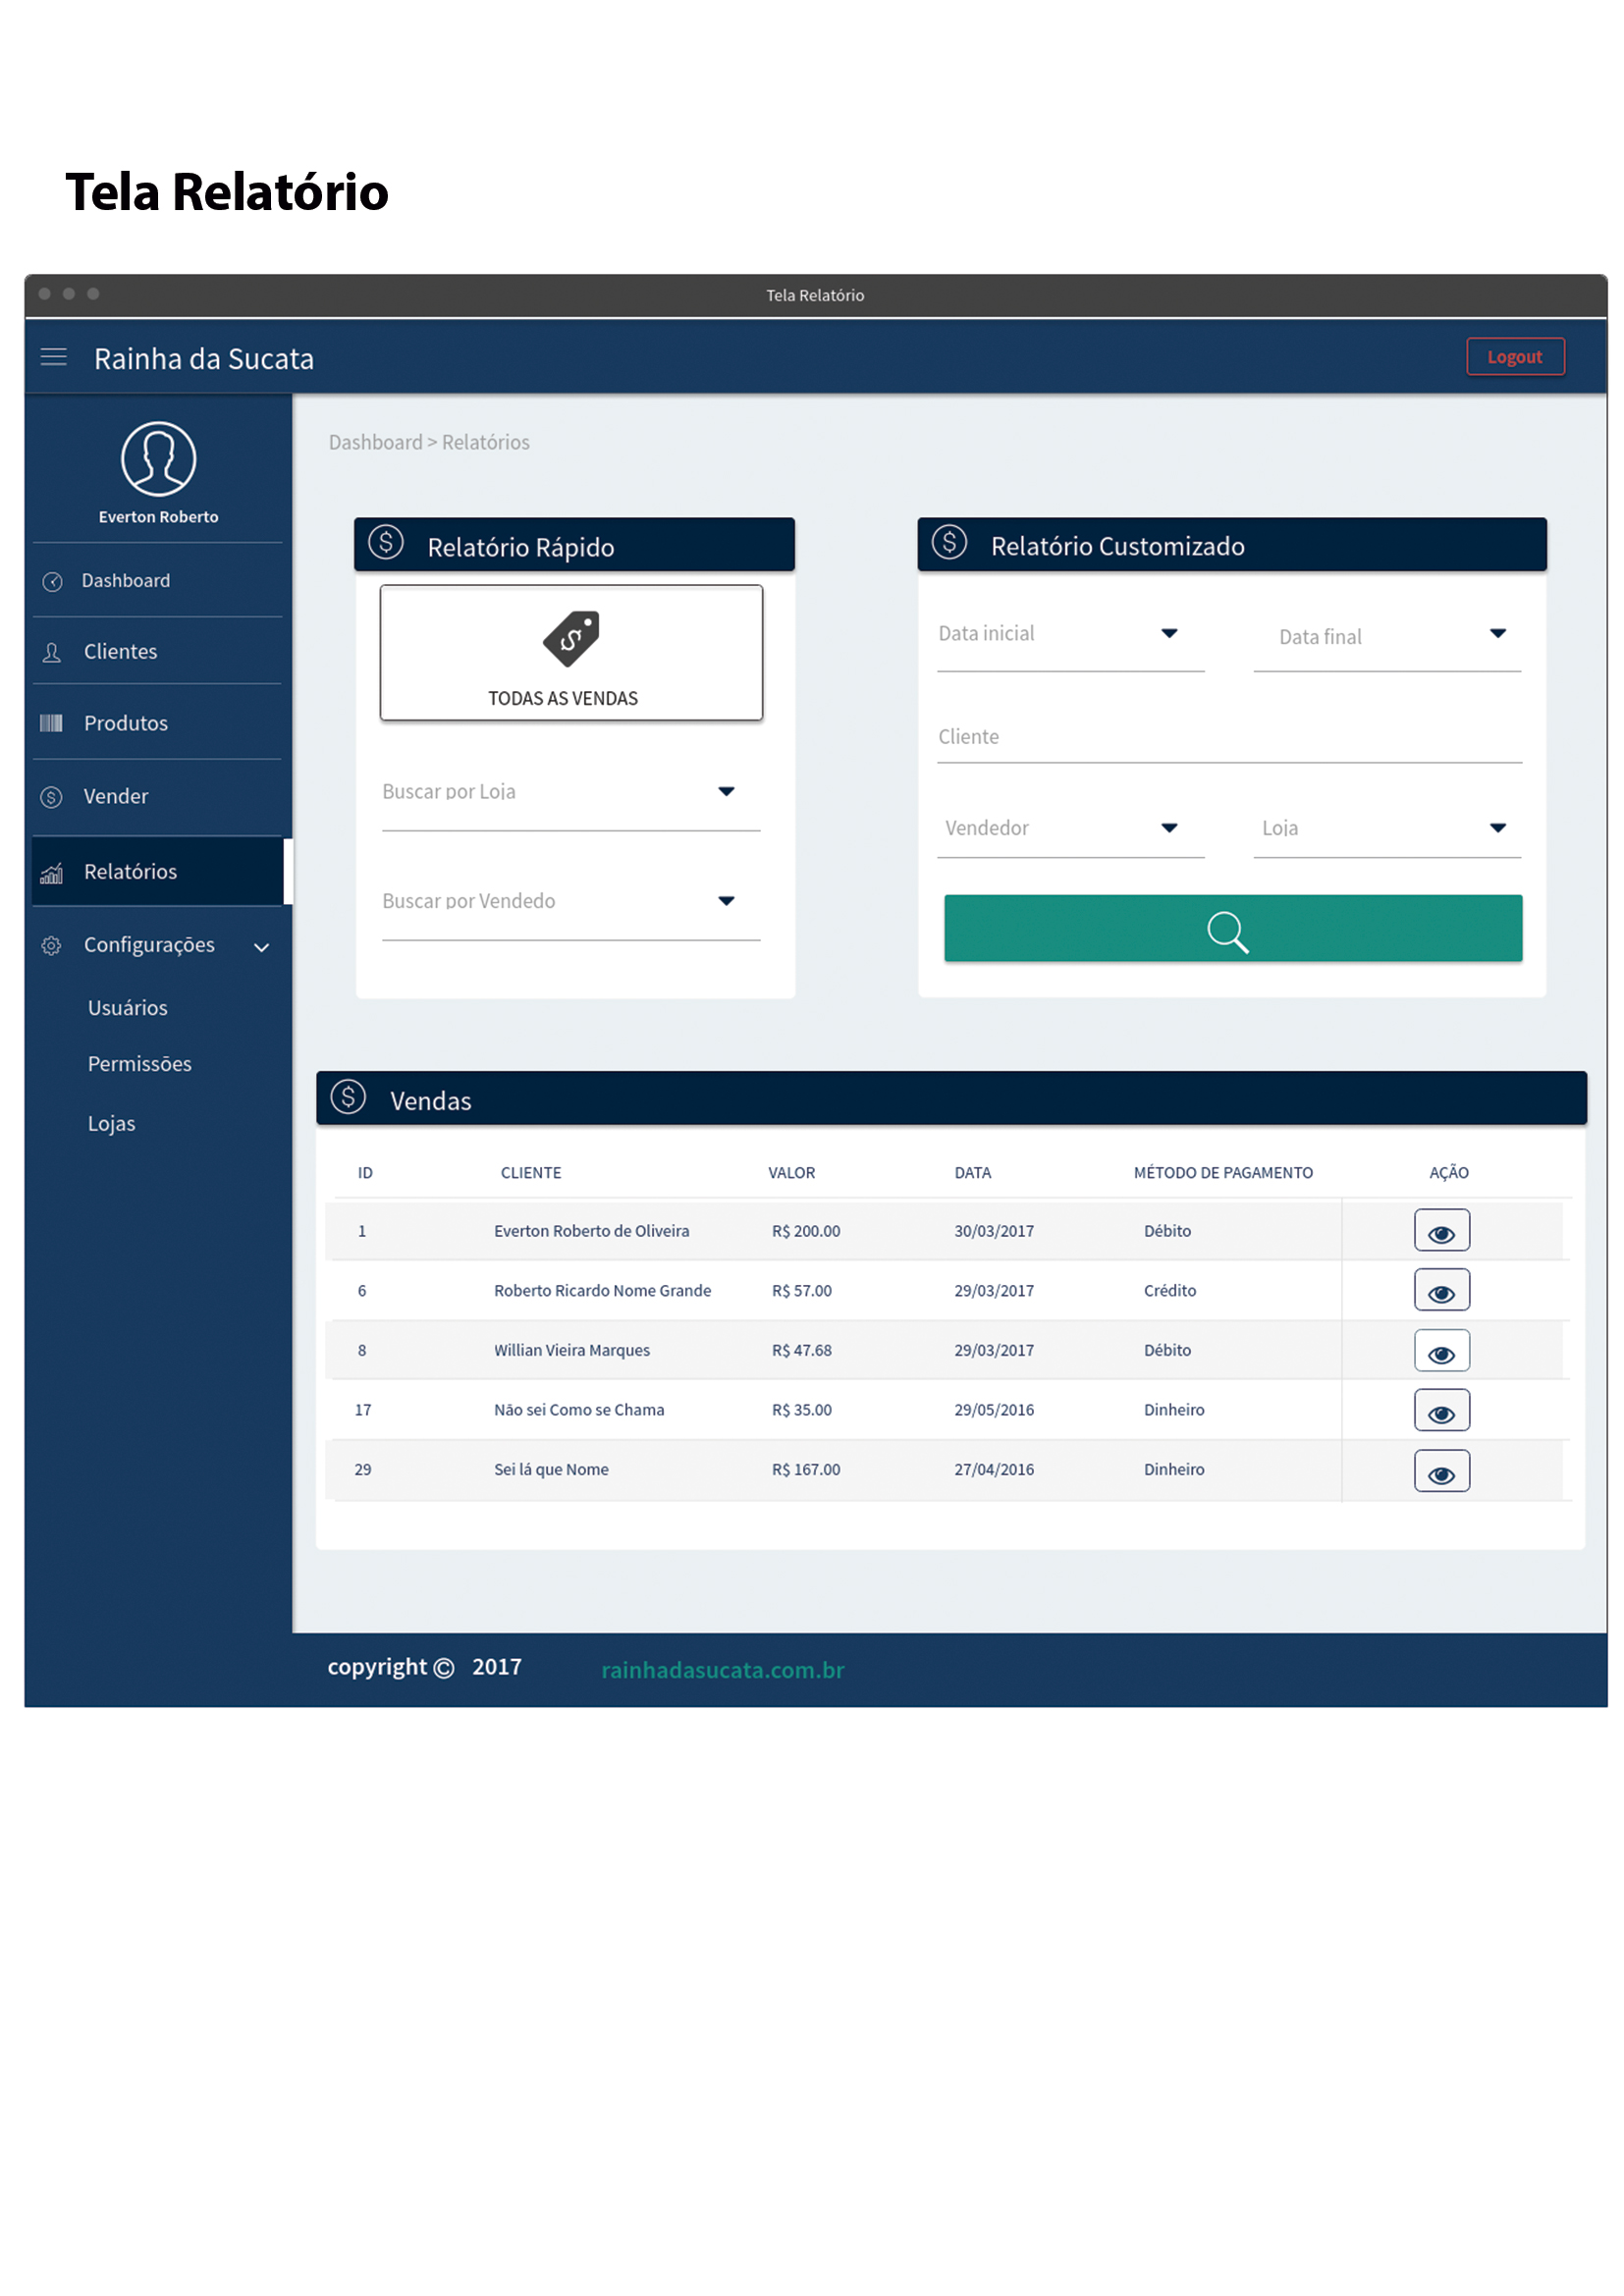 Tela Relatório
Tela Relatório
Rainha da Sucata
Logout
Everton Roberto
Dashboard
Clientes
Produtos
Vender
Relatórios
Configurações
Usuários
Permissões
Lojas
Dashboard > Relatórios
Relatório Rápido
TODAS AS VENDAS
Buscar por Loja
Buscar por Vendedo
Relatório Customizado
Data inicial Data final
Cliente
Vendedor Loja
Vendas
ID CLIENTE VALOR DATA MÉTODO DE PAGAMENTO AÇÃO
1 Everton Roberto de Oliveira R$ 200.00 30/03/2017 Débito
6 Roberto Ricardo Nome Grande R$ 57.00 29/03/2017 Crédito
8 Willian Vieira Marques R$ 47.68 29/03/2017 Débito
17 Não sei Como se Chama R$ 35.00 29/05/2016 Dinheiro
29 Sei lá que Nome R$ 167.00 27/04/2016 Dinheiro
copyright © 2017 rainhadasucata.com.br